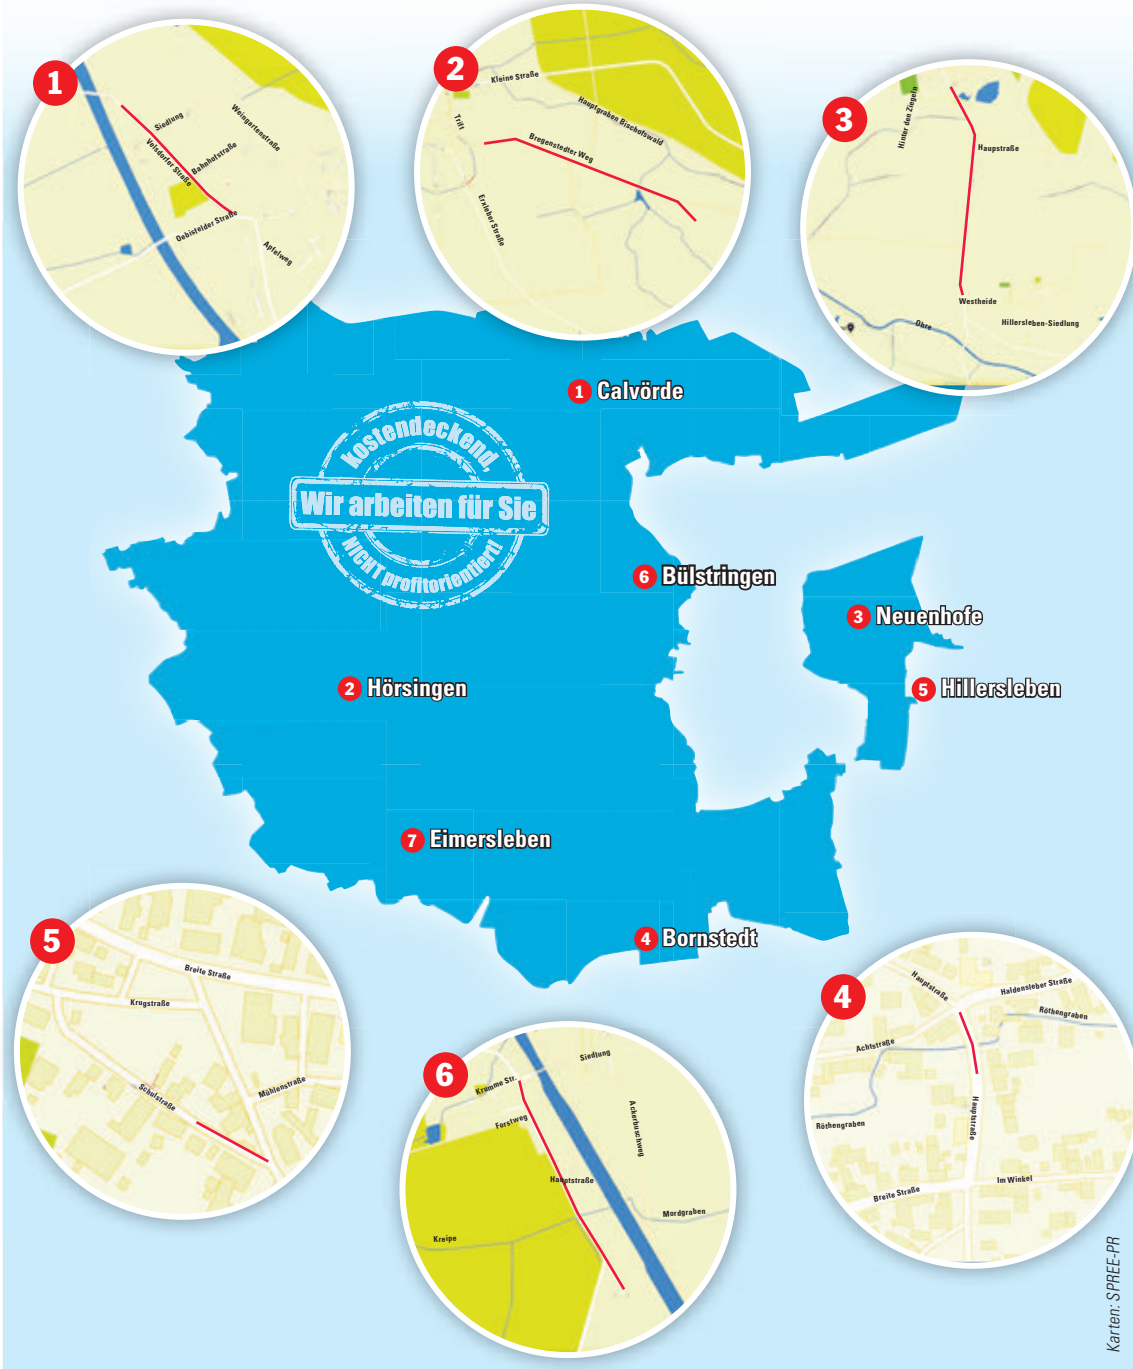 1
Siedlung
Weingartenstraße
Velsdorfer Straße
Bahnhofstraße
Oebisfelder Straße
Apfelweg
2
Kleine Straße
Hauptgraben Bischofswald
Trift
Bregenstedter Weg
Erxleber Straße
3
Hinter den Ziegeln
Haupstraße
Westheide
Hillersleben-Siedlung
Ohre
1 Calvörde
kostendeckend,
Wir arbeiten für Sie
NICHT profitorientiert!
6 Bülstringen
3 Neuenhofe
2 Hörsingen
5 Hillersleben
7 Eimersleben
4 Bornstedt
5
Breite Straße
Krugstraße
Schulstraße
Mühlenstraße
6
Siedlung
Krumme Str.
Forstweg
Ackerbuschweg
Hauptstraße
Mordgraben
Kreipe
4
Hauptstraße
Haldensleber Straße
Röthengraben
Achtstraße
Röthengraben
Hauptstraße
Im Winkel
Breite Straße
Karten: SPREE-PR